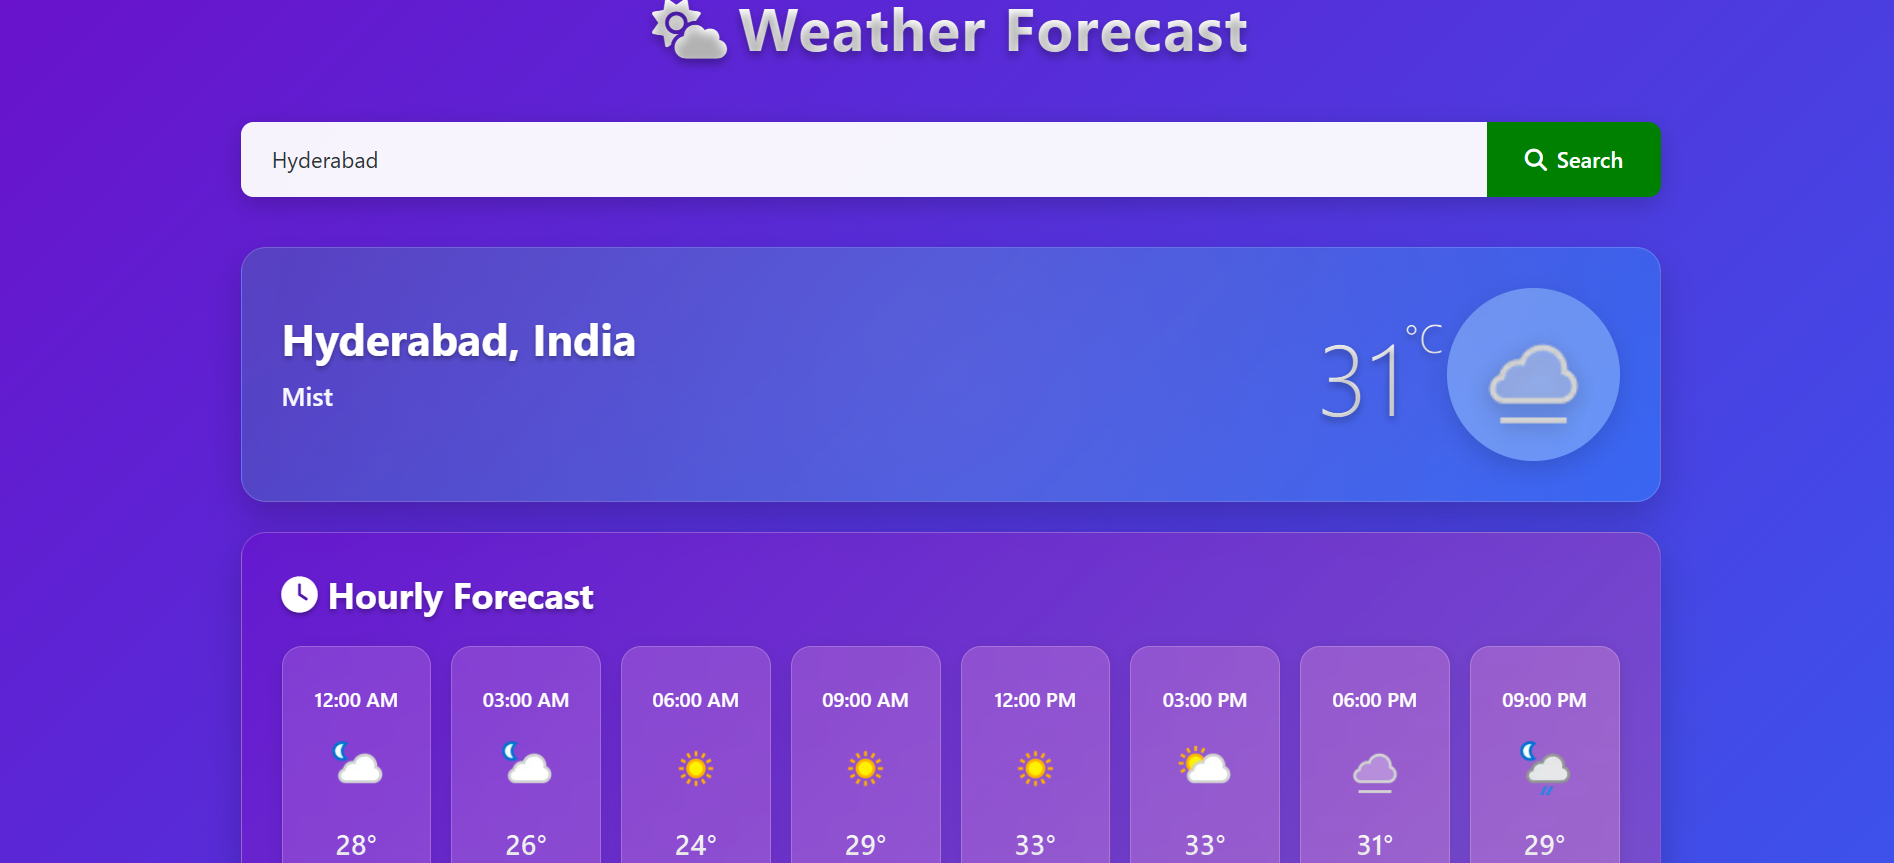 Weather Forecast
Hyderabad
Search
Hyderabad, India
Mist
31°C
Hourly Forecast
12:00 AM
28°
03:00 AM
26°
06:00 AM
24°
09:00 AM
29°
12:00 PM
33°
03:00 PM
33°
06:00 PM
31°
09:00 PM
29°